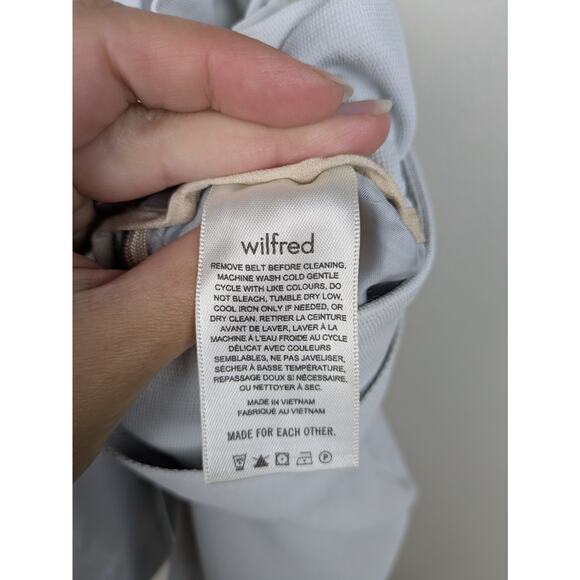 wilfred
REMOVE BELT BEFORE CLEANING,
MACHINE WASH COLD GENTLE
CYCLE WITH LIKE COLOURS, DO
NOT BLEACH, TUMBLE DRY LOW,
COOL IRON ONLY IF NEEDED, OR
DRY CLEAN. RETIRER LA CEINTURE
AVANT DE LAVER, LAVER À LA
MACHINE À L'EAU FROIDE AU CYCLE
DÉLICAT AVEC COULEURS
SEMBLABLES, NE PAS JAVELISER,
SÉCHER À BASSE TEMPÉRATURE,
REPASSAGE DOUX SI NÉCESSAIRE,
OU NETTOYER À SEC.
MADE IN VIETNAM
FABRIQUÉ AU VIETNAM
MADE FOR EACH OTHER.
P